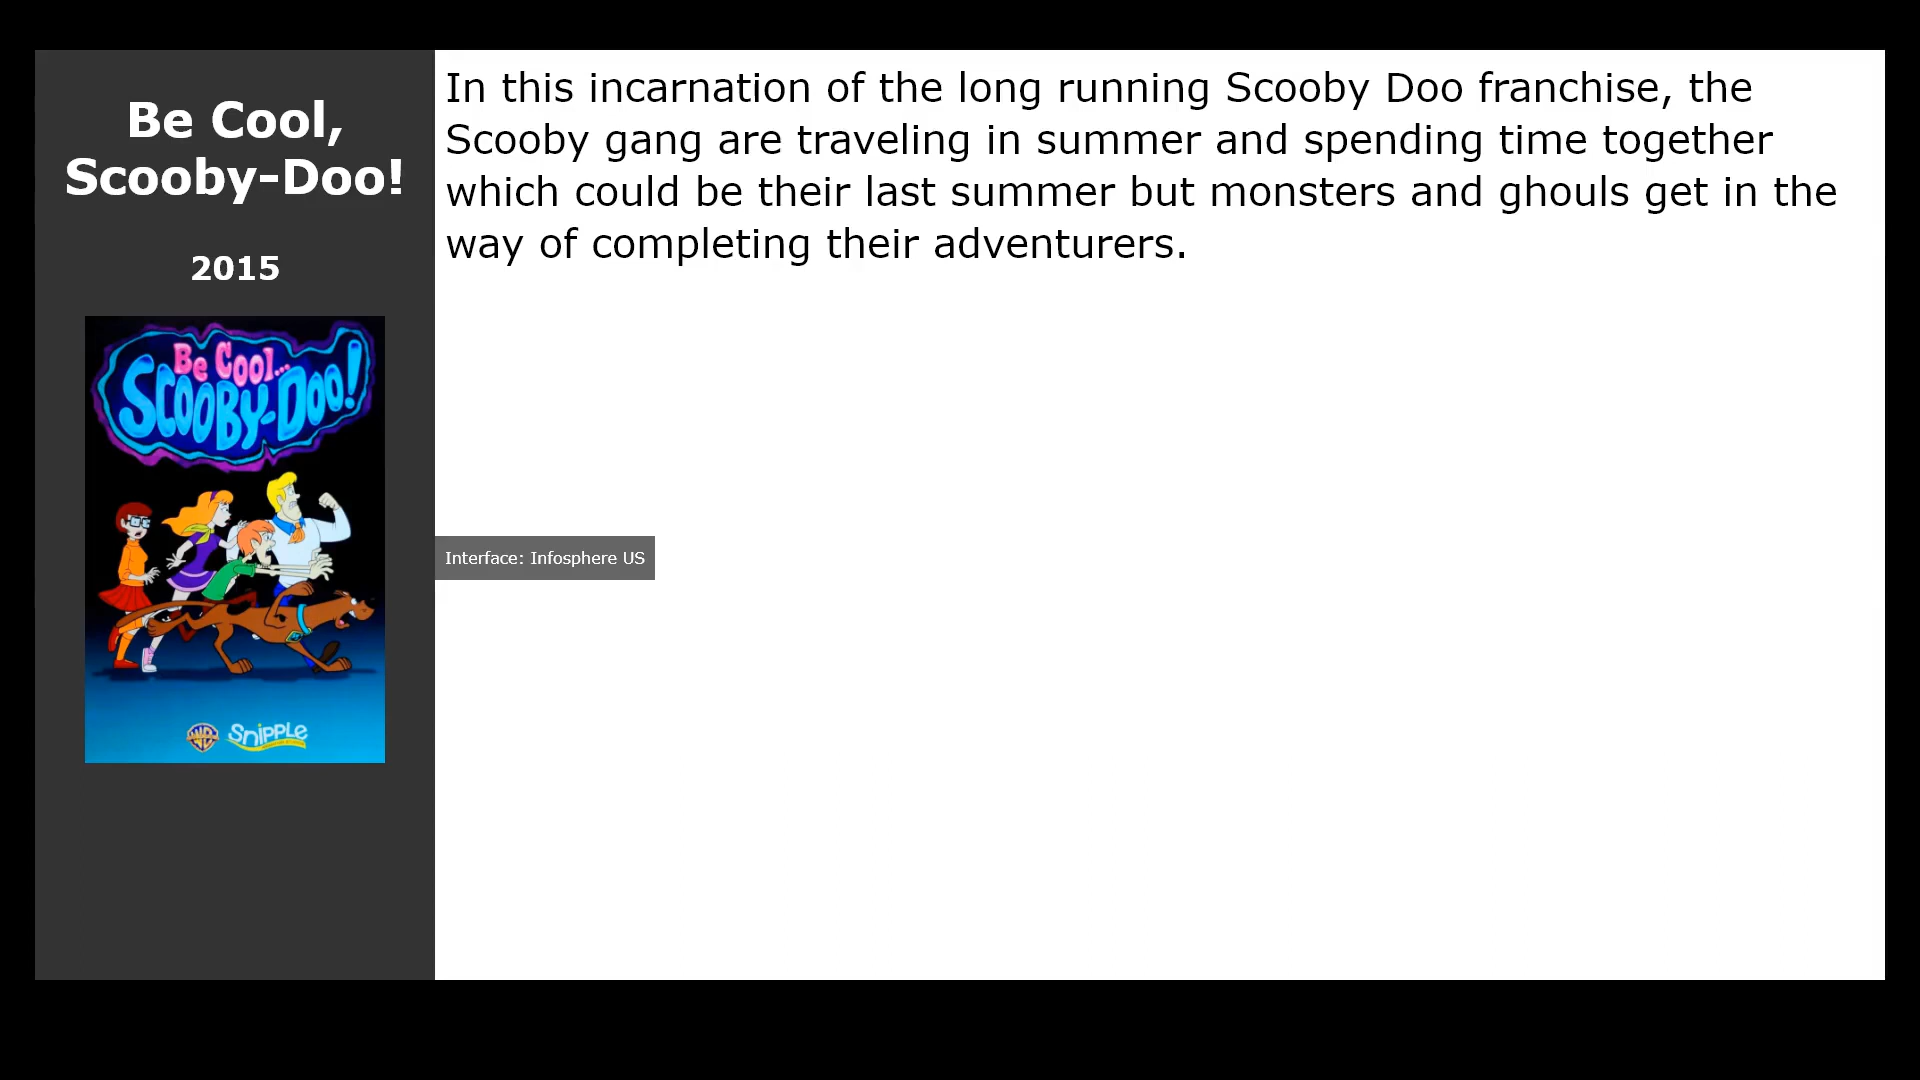 Be Cool,
Scooby-Doo!
2015
Be Cool...
SCOOBY-DOO!
WB
Snipple
In this incarnation of the long running Scooby Doo franchise, the
Scooby gang are traveling in summer and spending time together
which could be their last summer but monsters and ghouls get in the
way of completing their adventurers.
Interface: Infosphere US